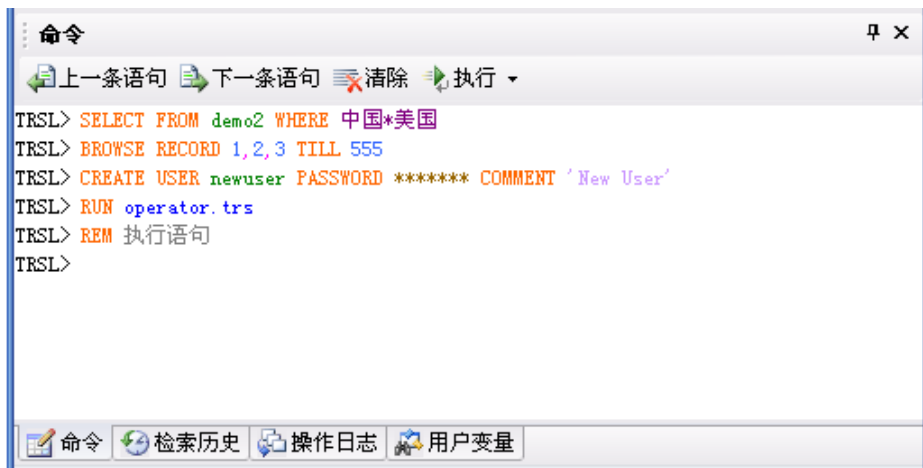 命令
上一条语句 下一条语句 清除 执行
TRSL> SELECT FROM demo2 WHERE 中国*美国
TRSL> BROWSE RECORD 1,2,3 TILL 555
TRSL> CREATE USER newuser PASSWORD ******* COMMENT 'New User'
TRSL> RUN operator.trs
TRSL> REM 执行语句
TRSL>
命令 检索历史 操作日志 用户变量